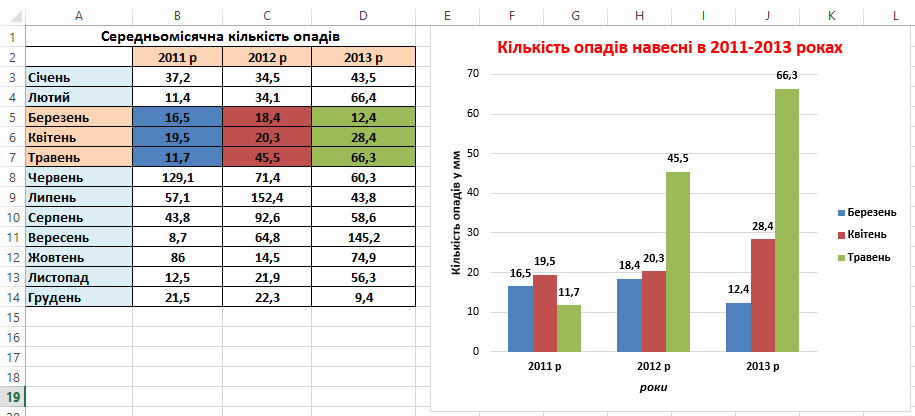 A B C D E F G H I J K L
1 Середньомісячна кількість опадів
2 2011 р 2012 р 2013 р
3 Січень 37,2 34,5 43,5
4 Лютий 11,4 34,1 66,4
5 Березень 16,5 18,4 12,4
6 Квітень 19,5 20,3 28,4
7 Травень 11,7 45,5 66,3
8 Червень 129,1 71,4 60,3
9 Липень 57,1 152,4 43,8
10 Серпень 43,8 92,6 58,6
11 Вересень 8,7 64,8 145,2
12 Жовтень 86 14,5 74,9
13 Листопад 12,5 21,9 56,3
14 Грудень 21,5 22,3 9,4
15
16
17
18
19
Кількість опадів навесні в 2011-2013 роках
Кількість опадів у мм
70
60
50
40
30
20
10
0
16,5 19,5 11,7
18,4 20,3 45,5
12,4 28,4 66,3
2011 р 2012 р 2013 р
роки
Березень
Квітень
Травень